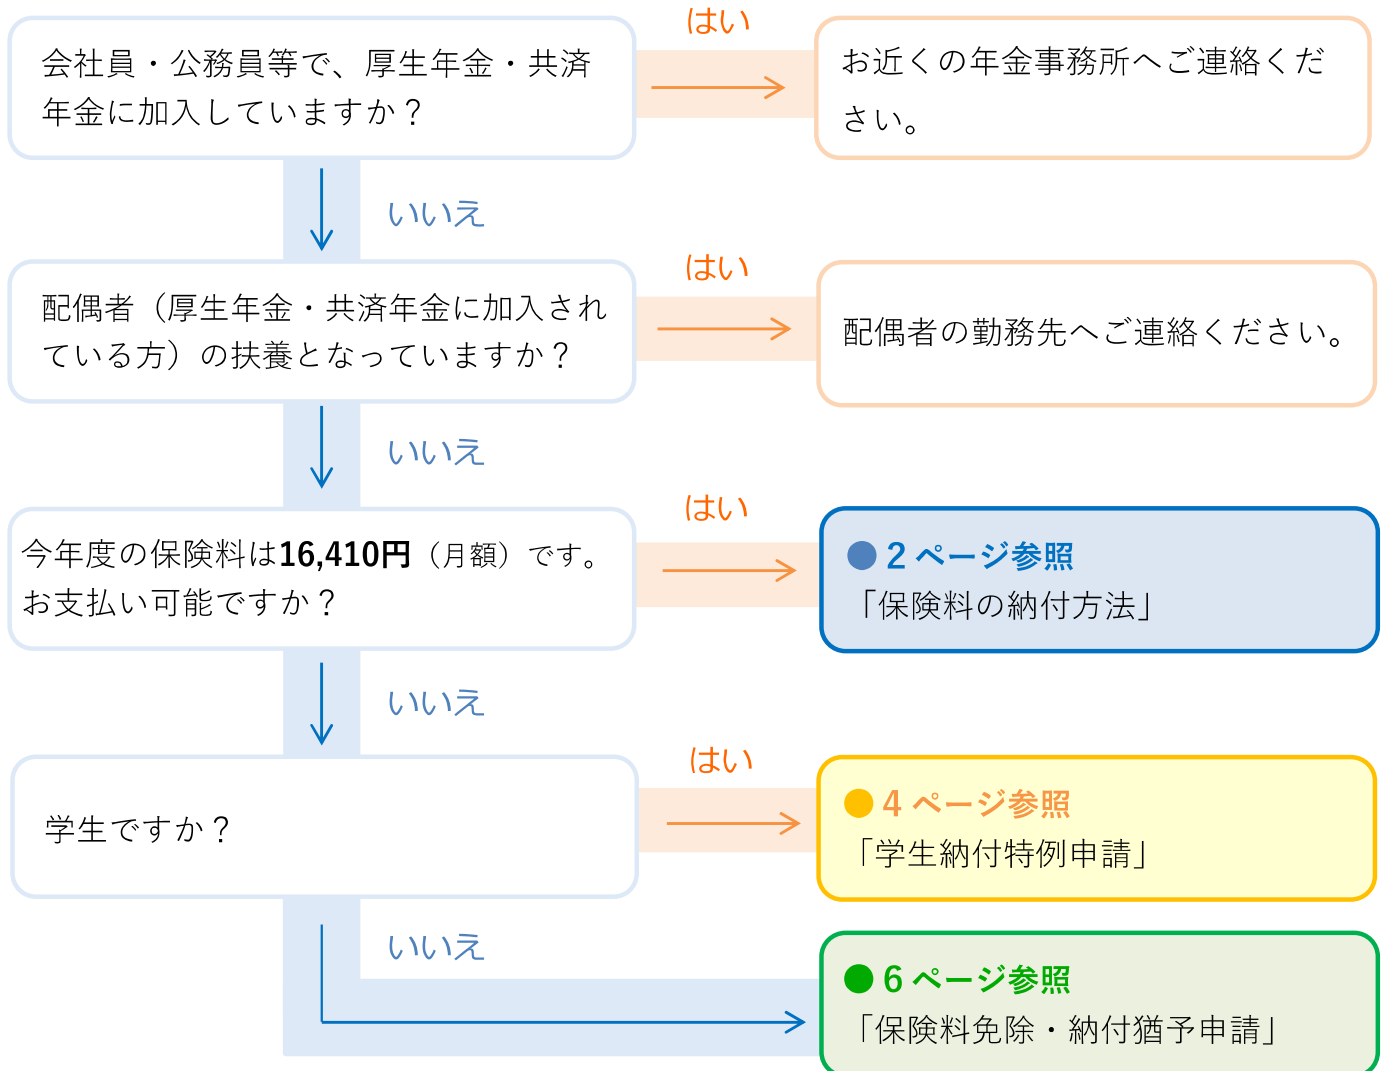 会社員・公務員等で、厚生年金・共済
年金に加入していますか？
はい
お近くの年金事務所へご連絡くだ
さい。
いいえ
配偶者（厚生年金・共済年金に加入され
ている方）の扶養となっていますか？
はい
配偶者の勤務先へご連絡ください。
いいえ
今年度の保険料は16,410円（月額）です。
お支払い可能ですか？
はい
●2 ページ参照
「保険料の納付方法」
いいえ
学生ですか？
はい
●4 ページ参照
「学生納付特例申請」
いいえ
●6 ページ参照
「保険料免除・納付猶予申請」